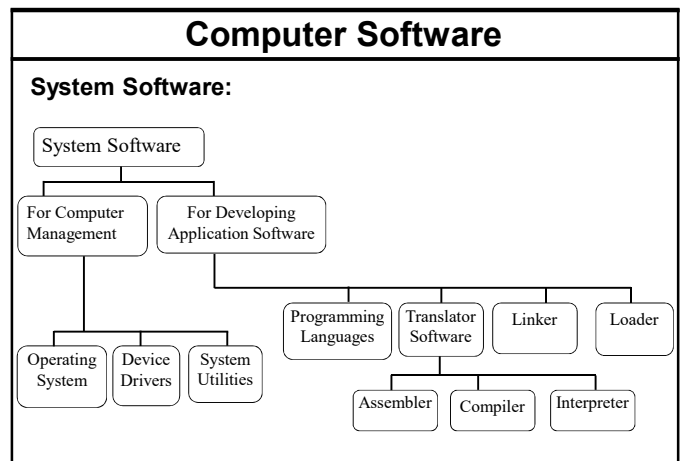 Computer Software
System Software:
System Software
For Computer
Management
For Developing
Application Software
Programming
Languages
Translator
Software
Linker
Loader
Operating
System
Device
Drivers
System
Utilities
Assembler
Compiler
Interpreter